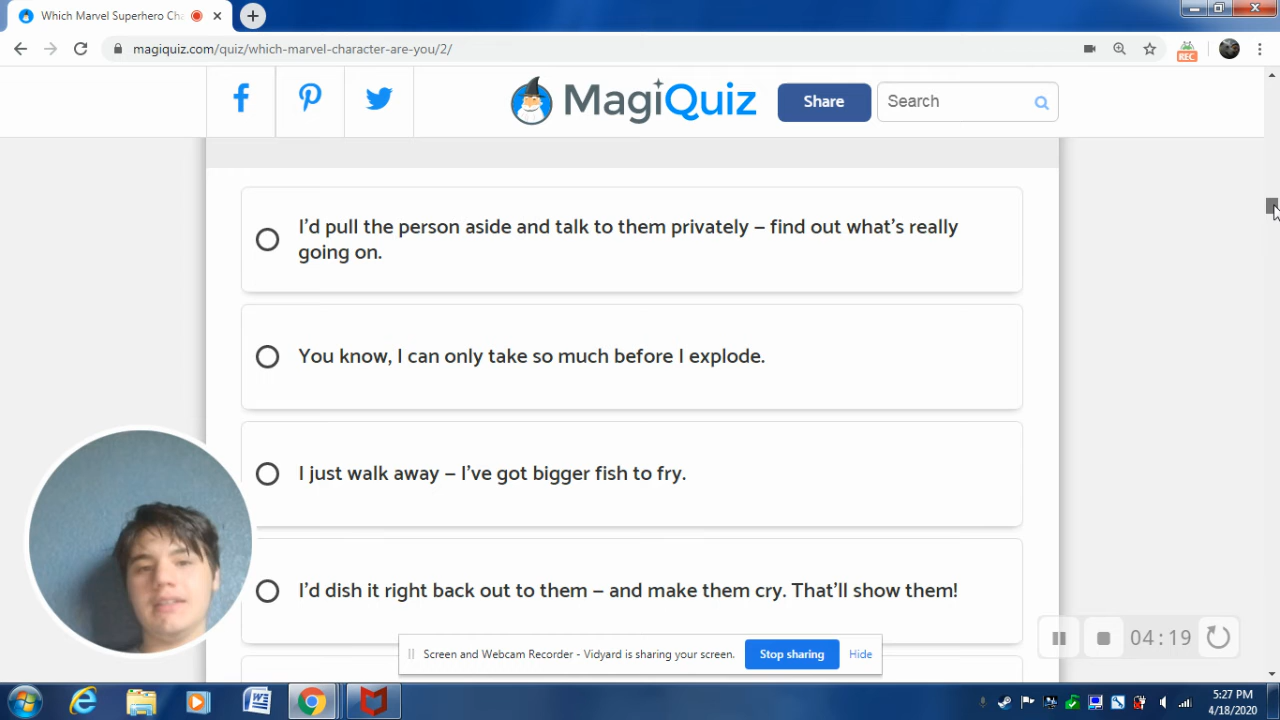 Which Marvel Superhero Cha
magiquiz.com/quiz/which-marvel-character-are-you/2/
REC
MagiQuiz
Share
Search
I'd pull the person aside and talk to them privately – find out what's really
going on.
You know, I can only take so much before I explode.
I just walk away – I've got bigger fish to fry.
I'd dish it right back out to them – and make them cry. That'll show them!
Screen and Webcam Recorder - Vidyard is sharing your screen.
Stop sharing
Hide
04:19
5:27 PM
4/18/2020